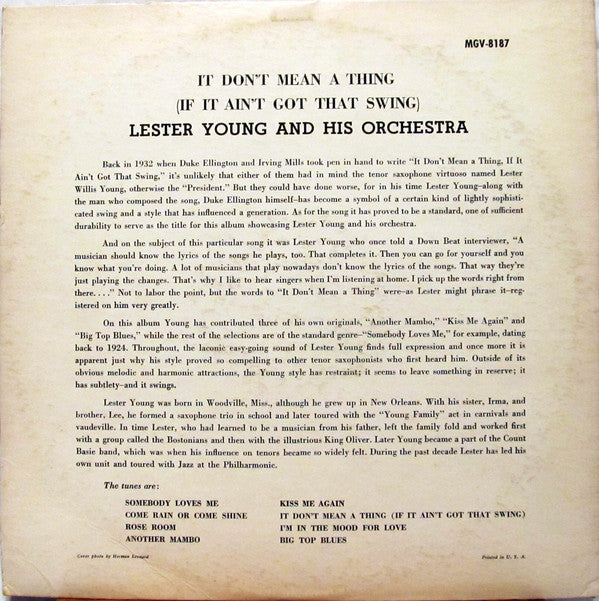 MGV-8187
IT DON'T MEAN A THING
(IF IT AIN'T GOT THAT SWING)
LESTER YOUNG AND HIS ORCHESTRA
Back in 1932 when Duke Ellington and Irving Mills took pen in hand to write “It Don't Mean a Thing, If It
Ain't Got That Swing,” it's unlikely that either of them had in mind the tenor saxophone virtuoso named Lester
Willis Young, otherwise the “President.” But they could have done worse, for in his time Lester Young—along with
the man who composed the song, Duke Ellington himself—has become a symbol of a certain kind of lightly sophisti-
cated swing and a style that has influenced a generation. As for the song it has proved to be a standard, one of sufficient
durability to serve as the title for this album showcasing Lester Young and his orchestra.
And on the subject of this particular song it was Lester Young who once told a Down Beat interviewer, “A
musician should know the lyrics of the songs he plays, too. That completes it. Then you can go for yourself and you
know what you're doing. A lot of musicians that play nowadays don't know the lyrics of the songs. That way they're
just playing the changes. That's why I like to hear singers when I'm listening at home. I pick up the words right from
there. . . .” Not to labor the point, but the words to “It Don't Mean a Thing” were—as Lester might phrase it—reg-
istered on him very greatly.
On this album Young has contributed three of his own originals, “Another Mambo,” “Kiss Me Again” and
“Big Top Blues,” while the rest of the selections are of the standard genre—“Somebody Loves Me,” for example, dating
back to 1924. Throughout, the laconic easy-going sound of Lester Young finds full expression and once more it is
apparent just why his style proved so compelling to other tenor saxophonists who first heard him. Outside of its
obvious melodic and harmonic attractions, the Young style has restraint; it seems to leave something in reserve; it
has subtlety—and it swings.
Lester Young was born in Woodville, Miss., although he grew up in New Orleans. With his sister, Irma, and
brother, Lee, he formed a saxophone trio in school and later toured with the “Young Family” act in carnivals and
vaudeville. In time Lester, who had learned to be a musician from his father, left the family fold and worked first
with a group called the Bostonians and then with the illustrious King Oliver. Later Young became a part of the Count
Basie band, which was when his influence on tenors became so widely felt. During the past decade Lester has led his
own unit and toured with Jazz at the Philharmonic.
The tunes are:
SOMEBODY LOVES ME
COME RAIN OR COME SHINE
ROSE ROOM
ANOTHER MAMBO
KISS ME AGAIN
IT DON'T MEAN A THING (IF IT AIN'T GOT THAT SWING)
I'M IN THE MOOD FOR LOVE
BIG TOP BLUES
Cover photo by Herman Leonard
Printed in U. S. A.